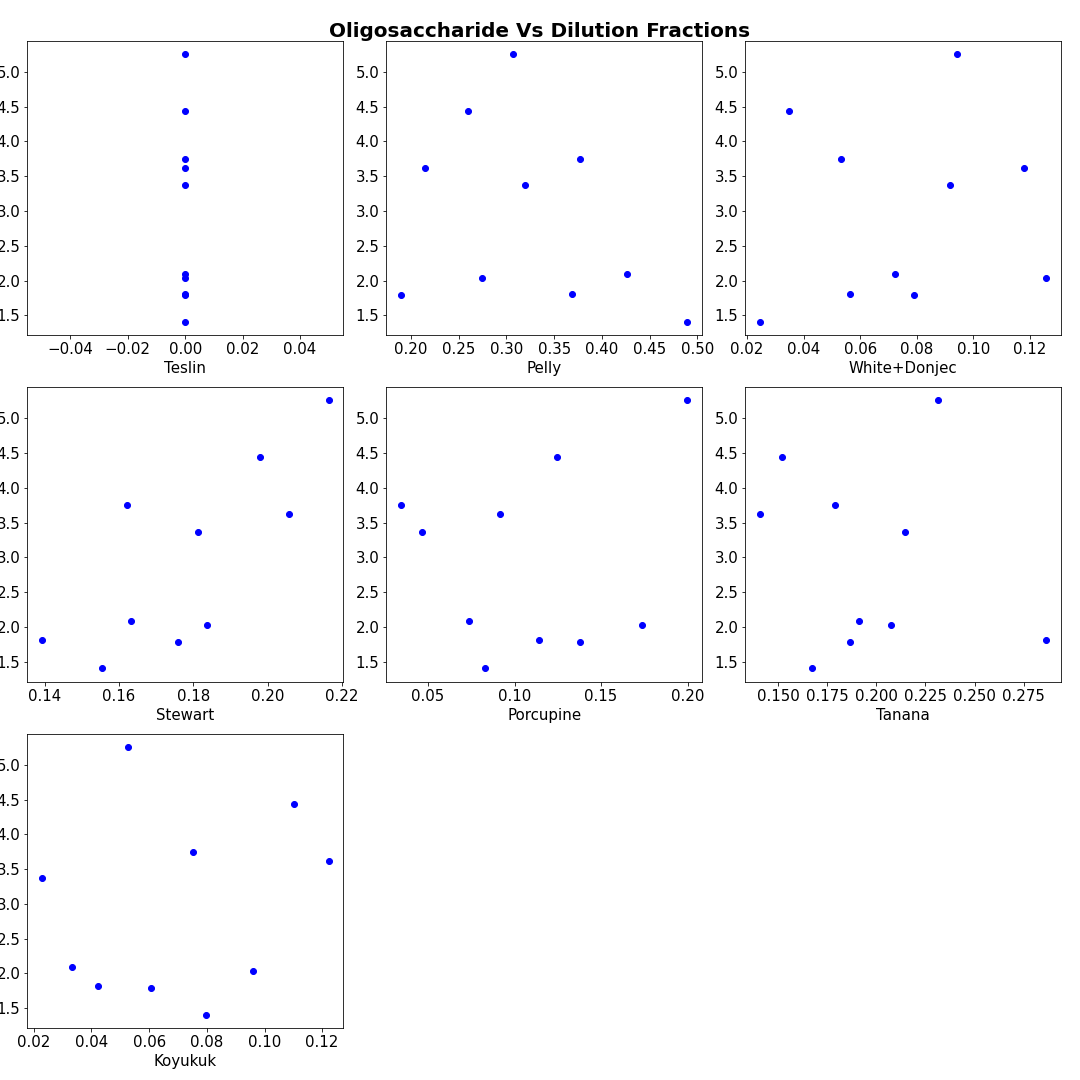 Oligosaccharide Vs Dilution Fractions
5.0 4.5 4.0 3.5 3.0 2.5 2.0 1.5
−0.04 −0.02 0.00 0.02 0.04
Teslin
5.0 4.5 4.0 3.5 3.0 2.5 2.0 1.5
0.20 0.25 0.30 0.35 0.40 0.45 0.50
Pelly
5.0 4.5 4.0 3.5 3.0 2.5 2.0 1.5
0.02 0.04 0.06 0.08 0.10 0.12
White+Donjec
5.0 4.5 4.0 3.5 3.0 2.5 2.0 1.5
0.14 0.16 0.18 0.20 0.22
Stewart
5.0 4.5 4.0 3.5 3.0 2.5 2.0 1.5
0.05 0.10 0.15 0.20
Porcupine
5.0 4.5 4.0 3.5 3.0 2.5 2.0 1.5
0.150 0.175 0.200 0.225 0.250 0.275
Tanana
5.0 4.5 4.0 3.5 3.0 2.5 2.0 1.5
0.02 0.04 0.06 0.08 0.10 0.12
Koyukuk